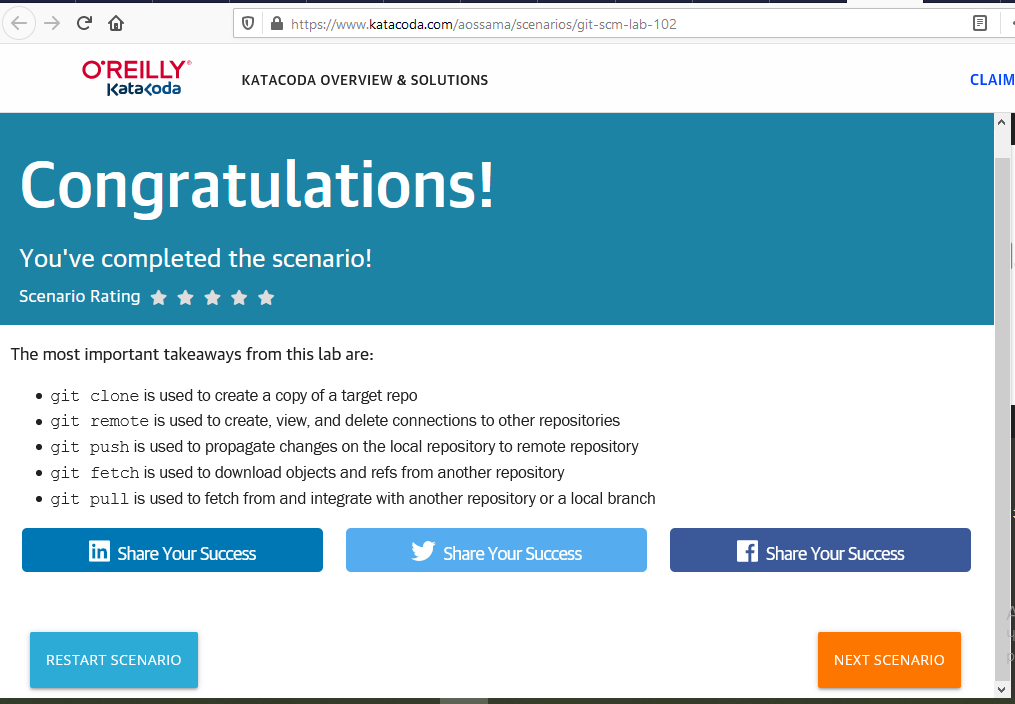 https://www.katacoda.com/aossama/scenarios/git-scm-lab-102
O'REILLY®
Katacoda
KATACODA OVERVIEW & SOLUTIONS
CLAIM
Congratulations!
You've completed the scenario!
Scenario Rating
The most important takeaways from this lab are:
git clone is used to create a copy of a target repo
git remote is used to create, view, and delete connections to other repositories
git push is used to propagate changes on the local repository to remote repository
git fetch is used to download objects and refs from another repository
git pull is used to fetch from and integrate with another repository or a local branch
in Share Your Success
Share Your Success
f Share Your Success
RESTART SCENARIO
NEXT SCENARIO